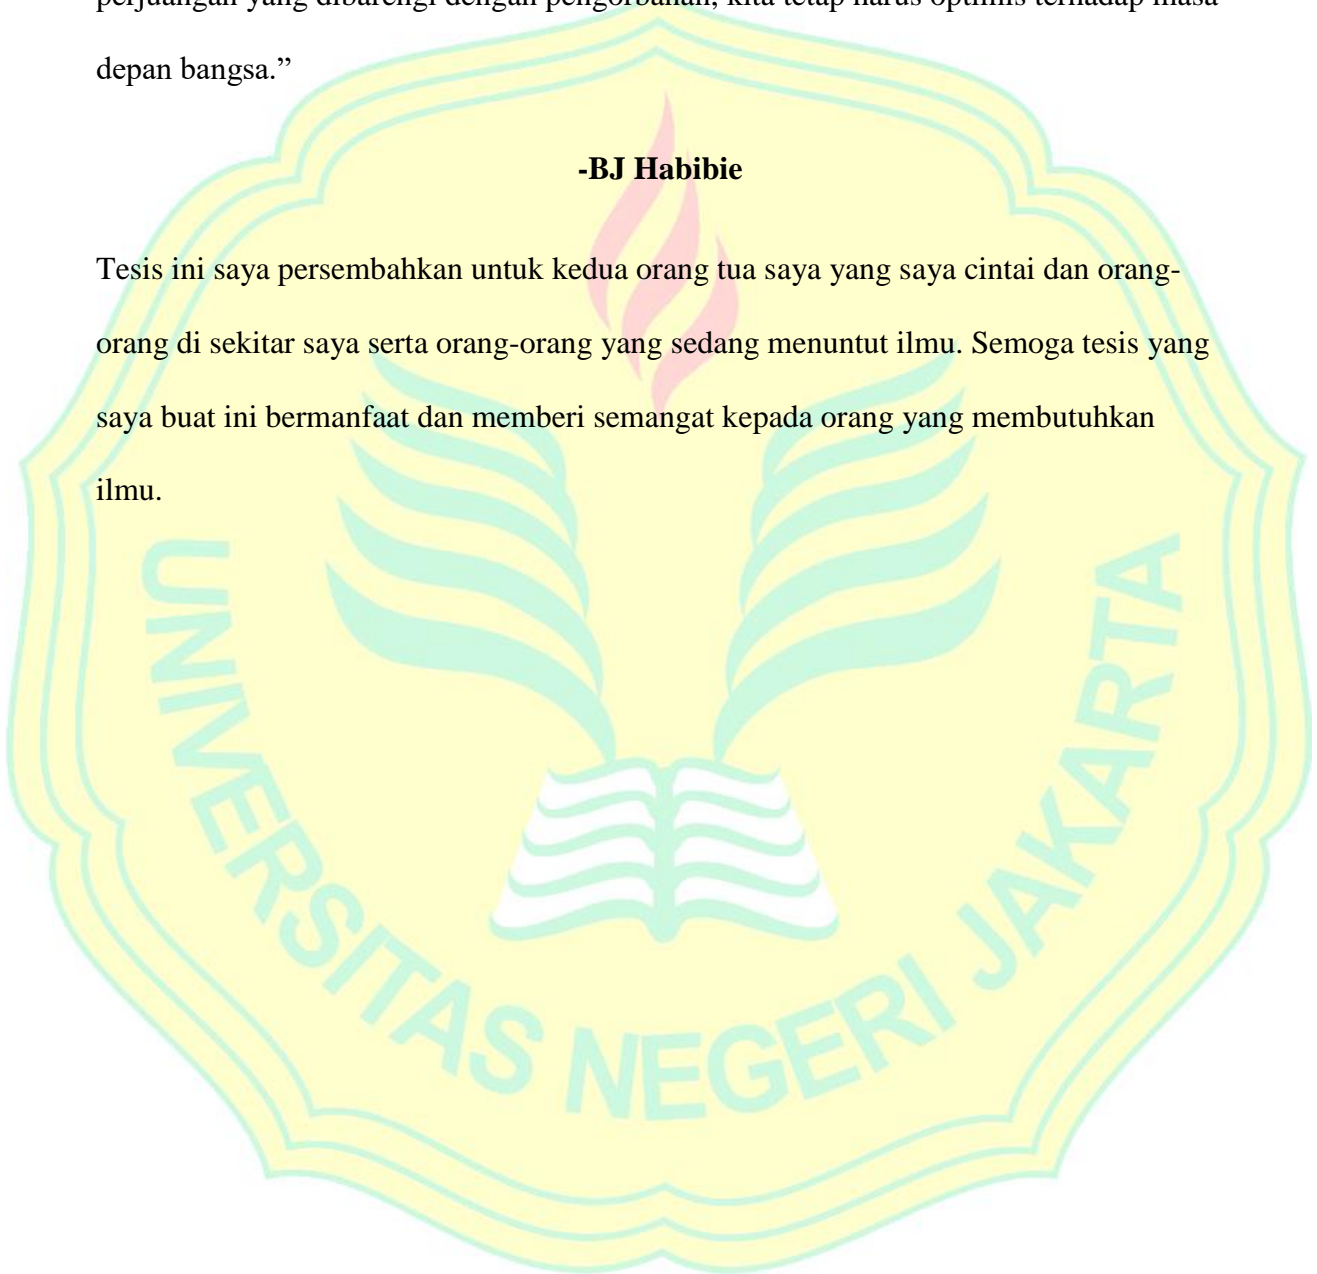 perjuangan yang dibarengi dengan pengorbanan, kita tetap harus optimis terhadap masa
depan bangsa.”
-BJ Habibie
Tesis ini saya persembahkan untuk kedua orang tua saya yang saya cintai dan orang-
orang di sekitar saya serta orang-orang yang sedang menuntut ilmu. Semoga tesis yang
saya buat ini bermanfaat dan memberi semangat kepada orang yang membutuhkan
ilmu.
UNIVERSITAS NEGERI JAKARTA